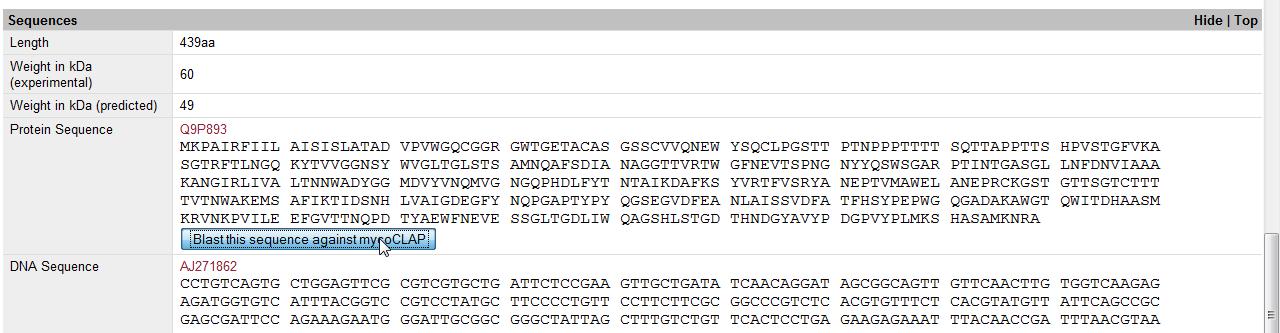 Sequences Hide | Top
Length 439aa
Weight in kDa
(experimental) 60
Weight in kDa (predicted) 49
Protein Sequence Q9P893
MKPAIRFIIL AISISLATAD VPVWGQCGGR GWTGETACAS GSSCVVQNEW YSQCLPGSTT PTNPPPTTTT SQTTAPPTTS HPVSTGFVKA
SGTRFTLNGQ KYTVVGGNSY WVGLTGLSTS AMNQAFSDIA NAGGTTVRTW GFNEVTSPNG NYYQSWSGAR PTINTGASGL LNFDNVIAAA
KANGIRLIVA LTNNWADYGG MDVYVNQMVG NGQPHDLFYT NTAIKDAFKS YVRTFVSRYA NEPTVMAWEL ANEPRCKGST GTTSGTCTTT
TVTNWAKEMS AFIKTIDSNH LVAIGDEGFY NQPGAPTYPY QGSEGVDFEA NLAISSVDFA TFHSYPEPWG QGADAKAWGT QWITDHAASM
KRVNKPVILE EFGVTTNQPD TYAEWFNEVE SSGLTGDLIW QAGSHLSTGD THNDGYAVYP DGPVYPLMKS HASAMKNRA
Blast this sequence against mycoCLAP
DNA Sequence AJ271862
CCTGTCAGTG CTGGAGTTCG CGTCGTGCTG ATTCTCCGAA GTTGCTGATA TCAACAGGAT AGCGGCAGTT GTTCAACTTG TGGTCAAGAG
AGATGGTGTC ATTTACGGTC CGTCCTATGC TTCCCCTGTT CCTTCTTCGC GGCCCGTCTC ACGTGTTTCT CACGTATGTT ATTCAGCCGC
GAGCGATTCC AGAAAGAATG GGATTGCGGC GGGCTATTAG CTTTGTCTGT TCACTCCTGA GAAGAGAAAT TTACAACCGA TTTAACGTAA